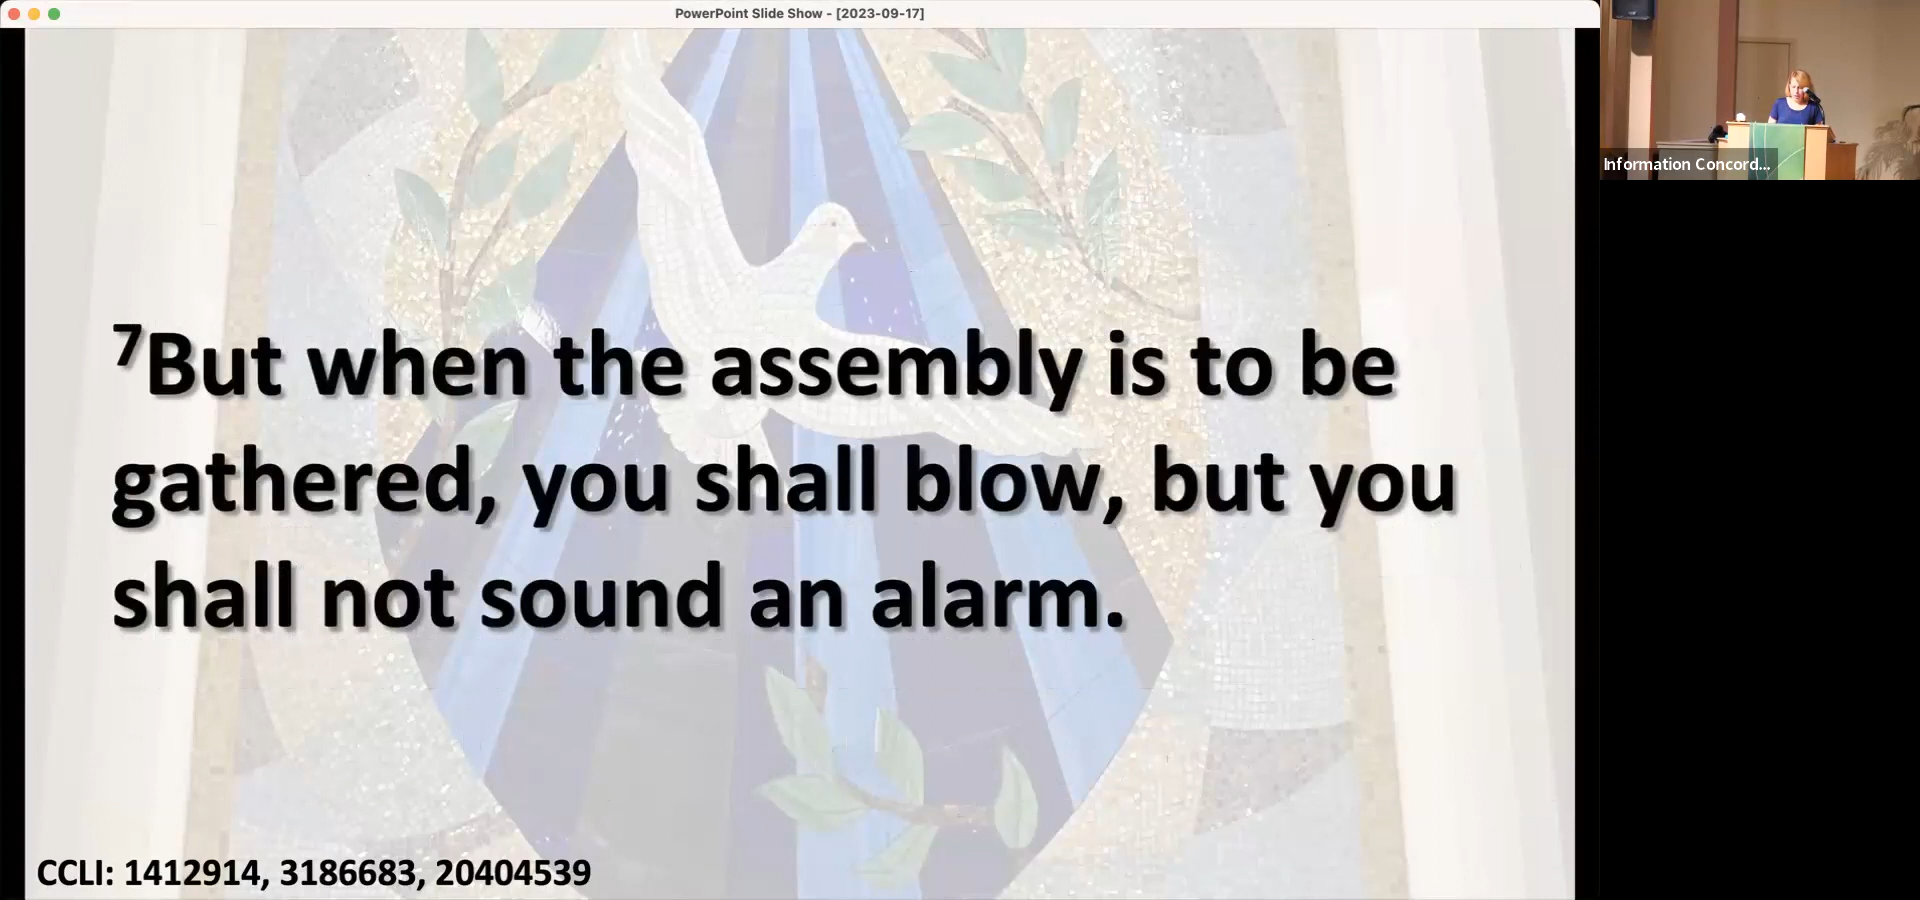 PowerPoint Slide Show - [2023-09-17]
Information Concord...
7But when the assembly is to be
gathered, you shall blow, but you
shall not sound an alarm.
CCLI: 1412914, 3186683, 20404539